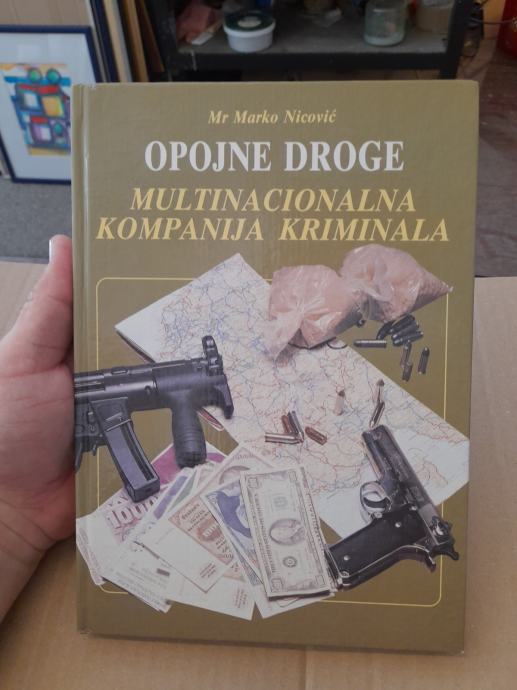 Mr Marko Nicović
OPOJNE DROGE
MULTINACIONALNA
KOMPANIJA KRIMINALA